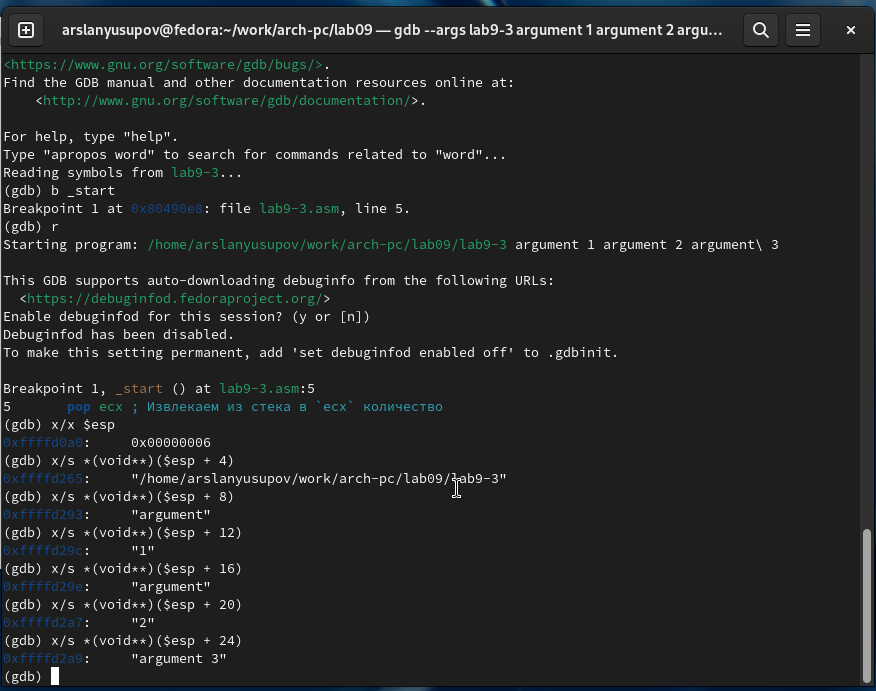 arslanyusupov@fedora:~/work/arch-pc/lab09 — gdb --args lab9-3 argument 1 argument 2 argu...
<https://www.gnu.org/software/gdb/bugs/>.
Find the GDB manual and other documentation resources online at:
    <http://www.gnu.org/software/gdb/documentation/>.

For help, type "help".
Type "apropos word" to search for commands related to "word"...
Reading symbols from lab9-3...
(gdb) b _start
Breakpoint 1 at 0x80490e8: file lab9-3.asm, line 5.
(gdb) r
Starting program: /home/arslanyusupov/work/arch-pc/lab09/lab9-3 argument 1 argument 2 argument\ 3

This GDB supports auto-downloading debuginfo from the following URLs:
  <https://debuginfod.fedoraproject.org/>
Enable debuginfod for this session? (y or [n])
Debuginfod has been disabled.
To make this setting permanent, add 'set debuginfod enabled off' to .gdbinit.

Breakpoint 1, _start () at lab9-3.asm:5
5       pop ecx ; Извлекаем из стека в `ecx` количество
(gdb) x/x $esp
0xffffd0a0:     0x00000006
(gdb) x/s *(void**)($esp + 4)
0xffffd265:     "/home/arslanyusupov/work/arch-pc/lab09/lab9-3"
(gdb) x/s *(void**)($esp + 8)
0xffffd293:     "argument"
(gdb) x/s *(void**)($esp + 12)
0xffffd29c:     "1"
(gdb) x/s *(void**)($esp + 16)
0xffffd29e:     "argument"
(gdb) x/s *(void**)($esp + 20)
0xffffd2a7:     "2"
(gdb) x/s *(void**)($esp + 24)
0xffffd2a9:     "argument 3"
(gdb)